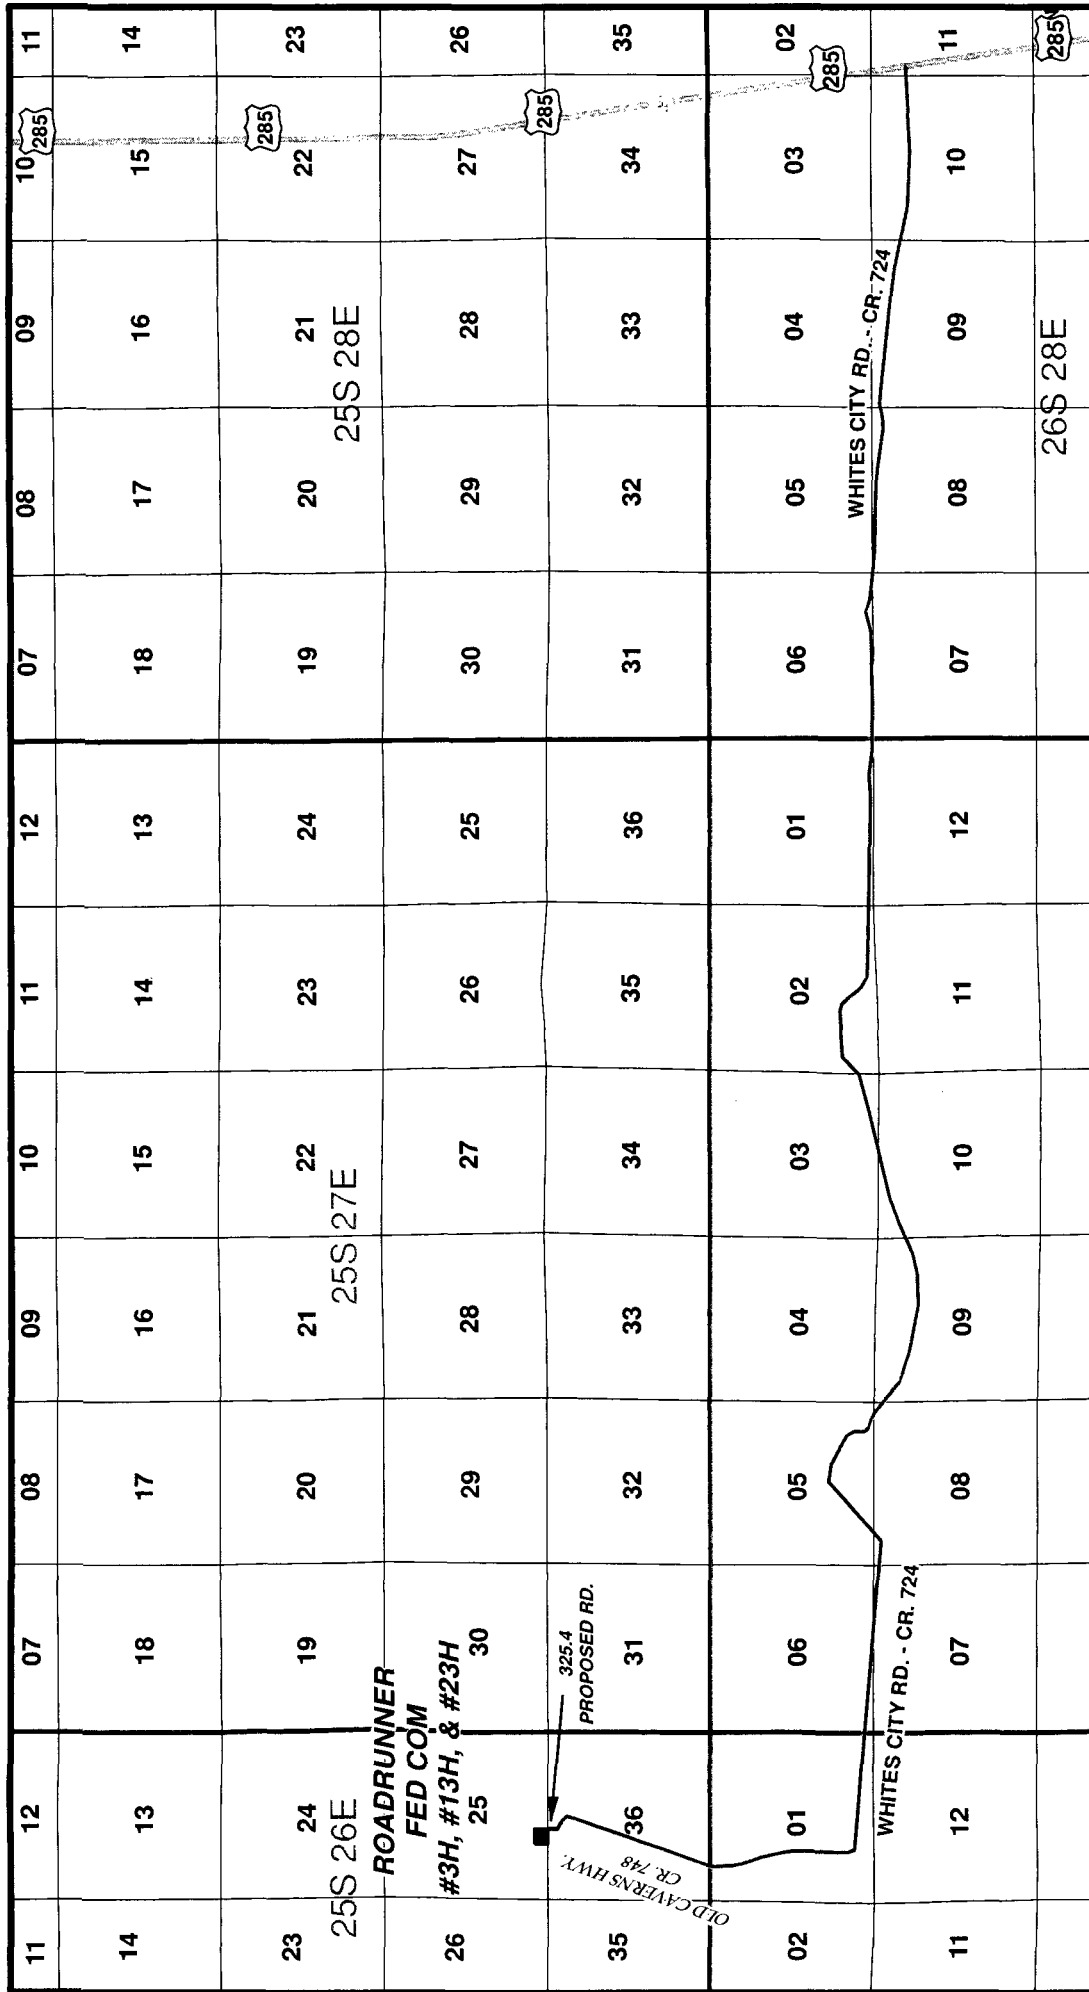 11 14 23 26 35 02 11
10 15 22 27 34 03 10
285
285
285
285
285
09 16 21 28 33 04 09
25S 28E
26S 28E
WHITES CITY RD. - CR. 724
08 17 20 29 32 05 08
07 18 19 30 31 06 07
12 13 24 25 36 01 12
11 14 23 26 35 02 11
10 15 22 27 34 03 10
25S 27E
09 16 21 28 33 04 09
08 17 20 29 32 05 08
07 18 19 30 31 06 07
325.4
PROPOSED RD.
WHITES CITY RD. - CR. 724
ROADRUNNER
FED COM
#3H, #13H, & #23H
12 13 24 25 36 01 12
25S 26E
OLD CAVERNS HWY.
CR. 748
11 14 23 26 35 02 11